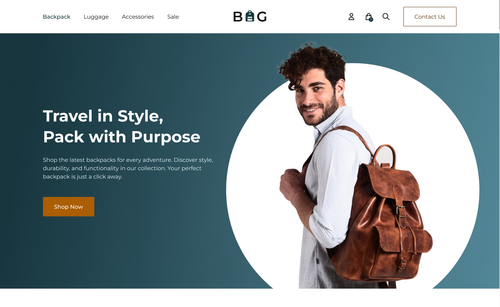 Backpack Luggage Accessories Sale
BAG
Contact Us
Travel in Style,
Pack with Purpose
Shop the latest backpacks for every adventure. Discover style,
durability, and functionality in our collection. Your perfect
backpack is just a click away.
Shop Now